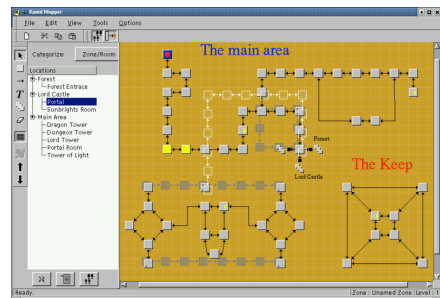 Kmud Mapper
File Edit View Tools Options
Categorize: Zone/Room
The main area
Locations
Forest
Forest Entrace
Lord Castle
Portal
Sunbrights Room
Main Area
Dragon Tower
Dungeon Tower
Lord Tower
Portal Room
Tower of Light
Forest
Lord Castle
The Keep
Ready.
Zone : Unamed Zone
Level : 1